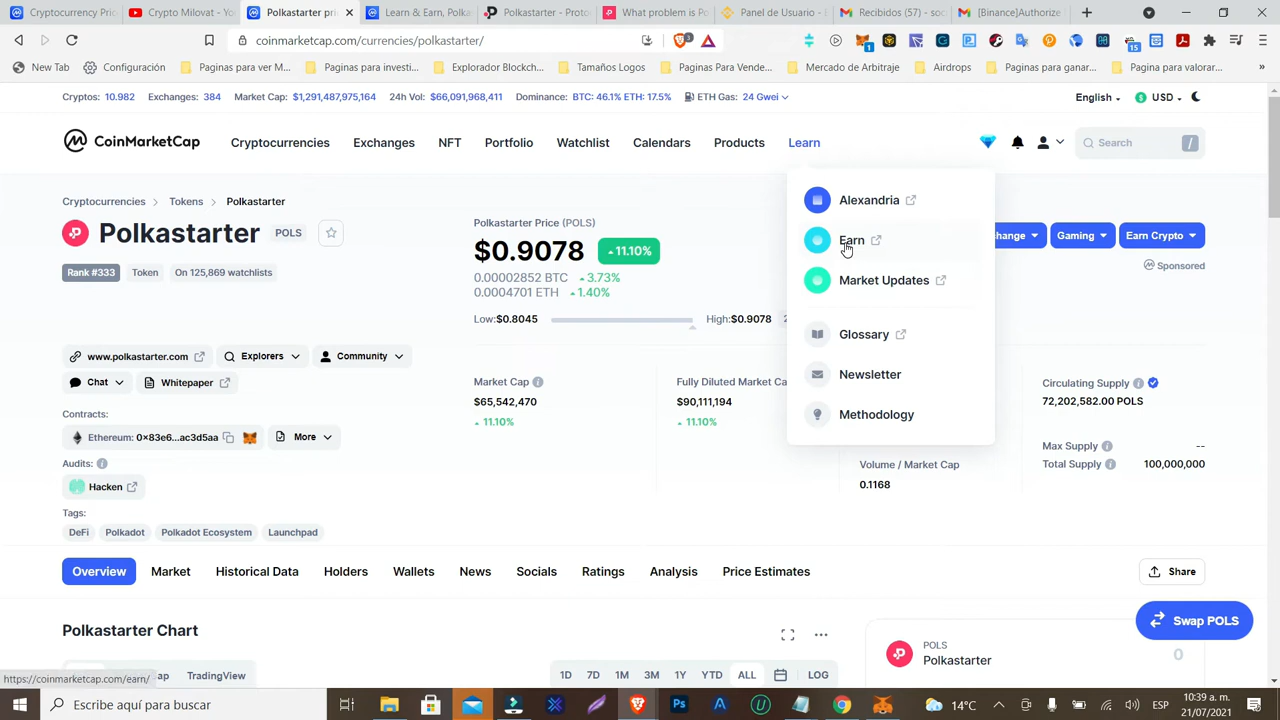 Cryptocurrency Pri
Crypto Milovat - Yo
Polkastarter pri
Learn & Earn, Polka
Polkastarter - Proto
What problem is Po
Panel de Usuario - L
Recibidos (57) - soc
[Binance]Authorize
coinmarketcap.com/currencies/polkastarter/
New Tab
Configuración
Paginas para ver M...
Paginas para investi...
Explorador Blockch...
Tamaños Logos
Paginas Para Vende...
Mercado de Arbitraje
Airdrops
Paginas para ganar...
Pagina para valorar...
Cryptos: 10.982 Exchanges: 384 Market Cap: $1,291,487,975,164 24h Vol: $66,091,968,411 Dominance: BTC: 46.1% ETH: 17.5% ETH Gas: 24 Gwei English USD
CoinMarketCap Cryptocurrencies Exchanges NFT Portfolio Watchlist Calendars Products Learn Search /
Cryptocurrencies > Tokens > Polkastarter
Polkastarter POLS
Rank #333 Token On 125,869 watchlists
Polkastarter Price (POLS)
$0.9078 11.10%
0.00002852 BTC 3.73%
0.0004701 ETH 1.40%
Low:$0.8045 High:$0.9078 2
Alexandria
Earn
Market Updates
Glossary
Newsletter
Methodology
hange Gaming Earn Crypto
Sponsored
www.polkastarter.com Explorers Community
Chat Whitepaper
Contracts:
Ethereum: 0x83e6...ac3d5aa More
Audits:
Hacken
Tags:
DeFi Polkadot Polkadot Ecosystem Launchpad
Market Cap
$65,542,470
11.10%
Fully Diluted Market Ca
$90,111,194
11.10%
Volume / Market Cap
0.1168
Circulating Supply
72,202,582.00 POLS
Max Supply --
Total Supply 100,000,000
Overview Market Historical Data Holders Wallets News Socials Ratings Analysis Price Estimates Share
Polkastarter Chart
ap TradingView
1D 7D 1M 3M 1Y YTD ALL LOG
Swap POLS
POLS
Polkastarter 0
https://coinmarketcap.com/earn/
Escribe aquí para buscar
14°C
ESP
10:39 a. m.
21/07/2021